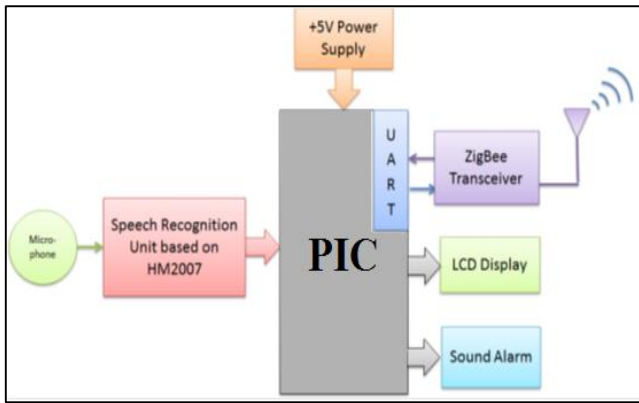 +5V Power
Supply
U
A
R
T
ZigBee
Transceiver
Micro-
phone
Speech Recognition
Unit based on
HM2007
PIC
LCD Display
Sound Alarm